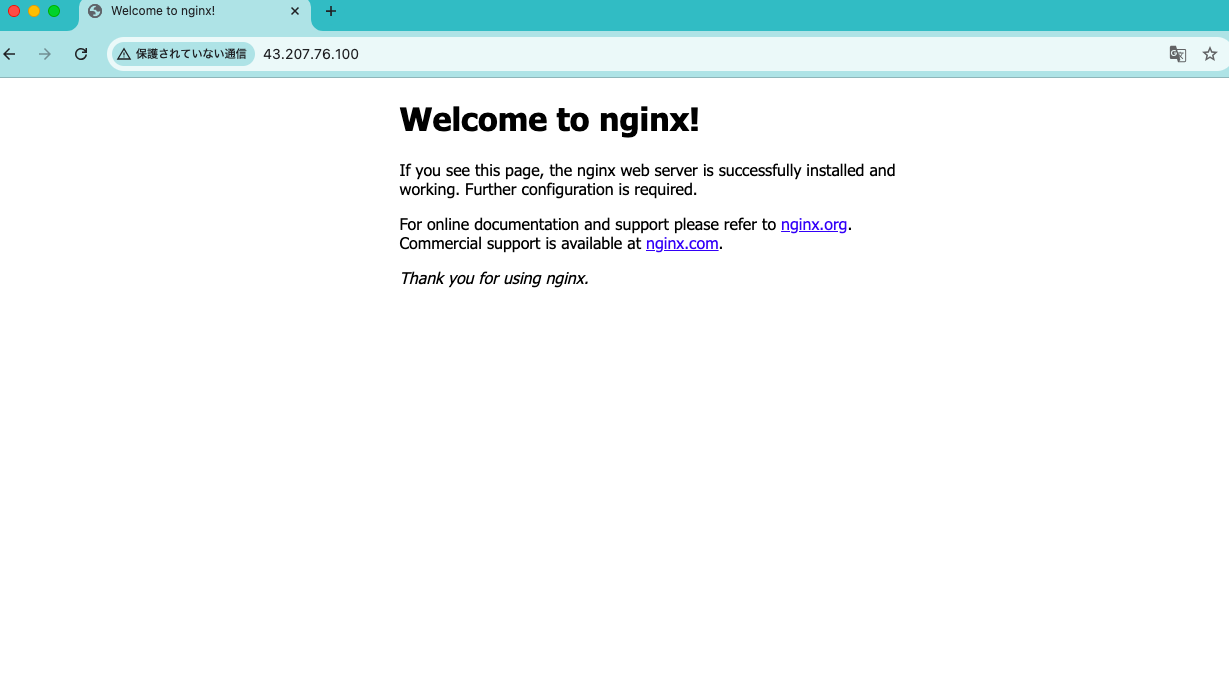 Welcome to nginx!
保護されていない通信 43.207.76.100
Welcome to nginx!
If you see this page, the nginx web server is successfully installed and
working. Further configuration is required.
For online documentation and support please refer to nginx.org.
Commercial support is available at nginx.com.
Thank you for using nginx.